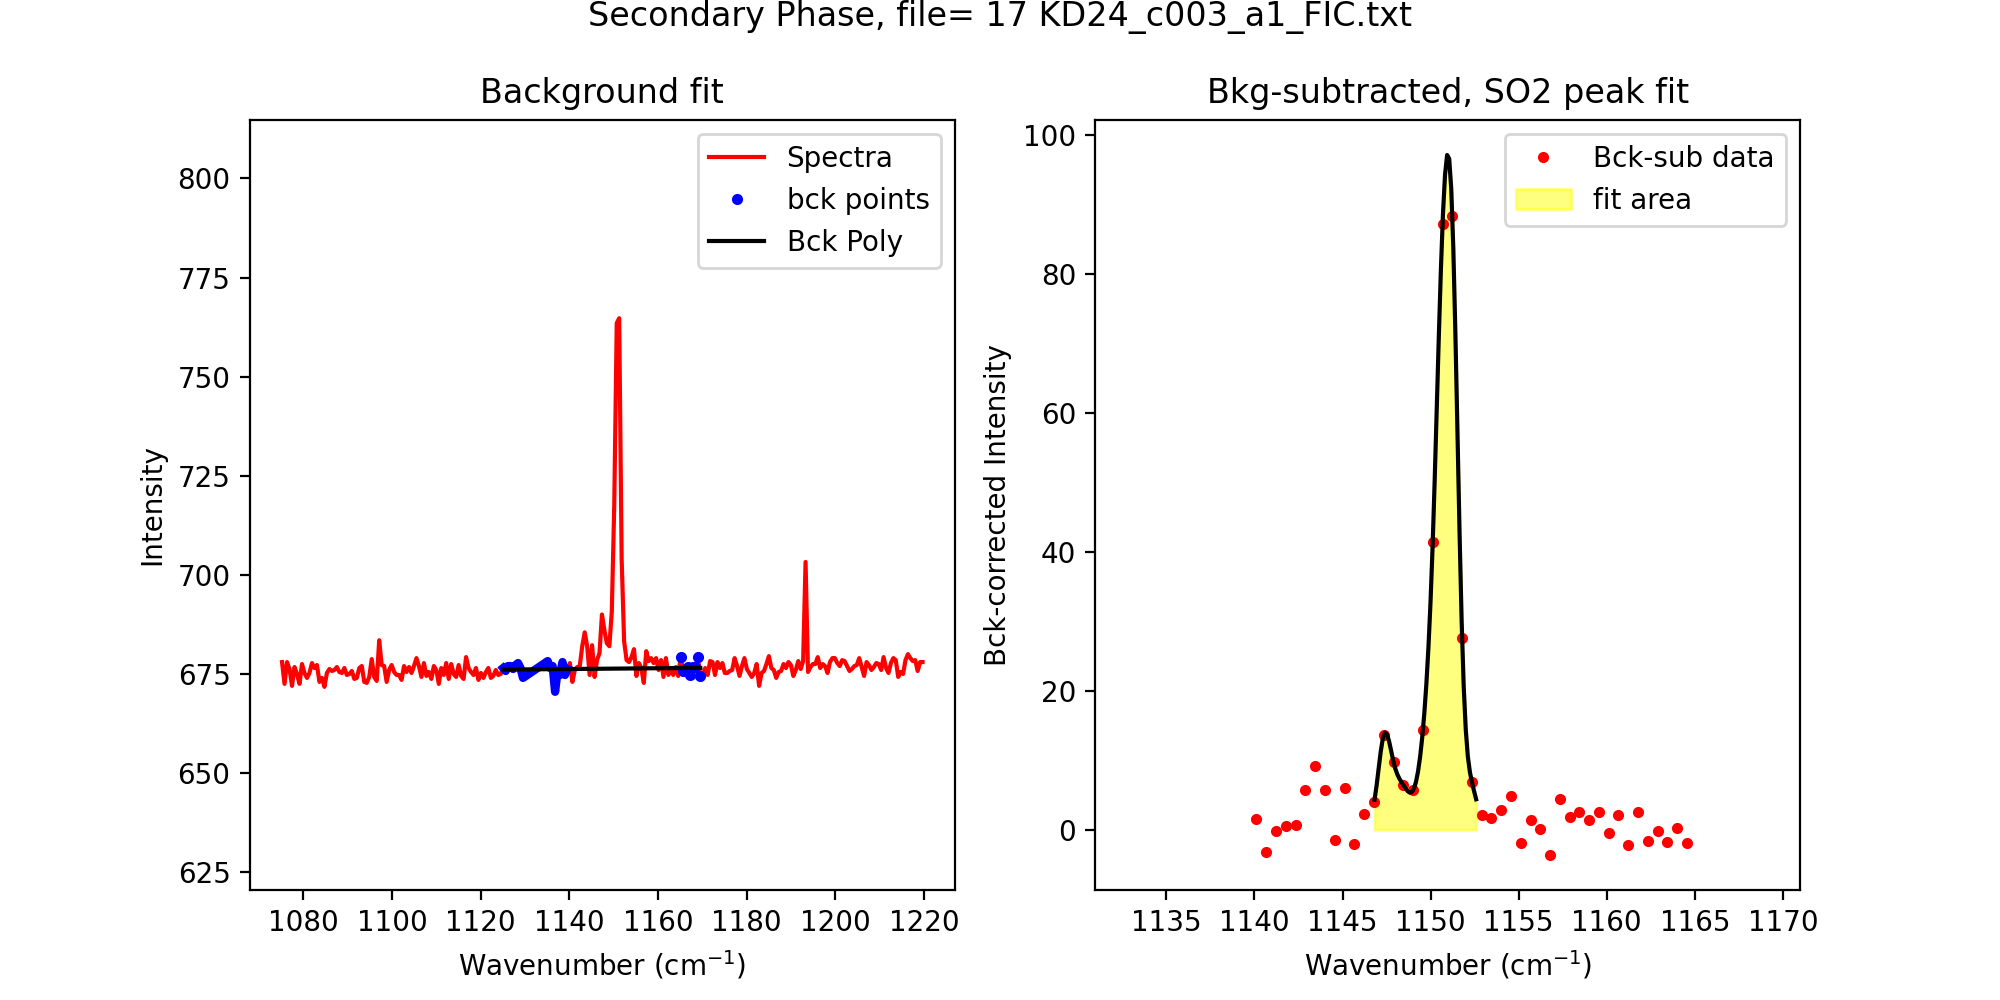 Secondary Phase, file= 17 KD24_c003_a1_FIC.txt
Background fit
Spectra
bck points
Bck Poly
800
775
750
725
700
675
650
625
Intensity
1080 1100 1120 1140 1160 1180 1200 1220
Wavenumber (cm⁻¹)
Bkg-subtracted, SO2 peak fit
Bck-sub data
fit area
100
80
60
40
20
0
Bck-corrected Intensity
1135 1140 1145 1150 1155 1160 1165 1170
Wavenumber (cm⁻¹)